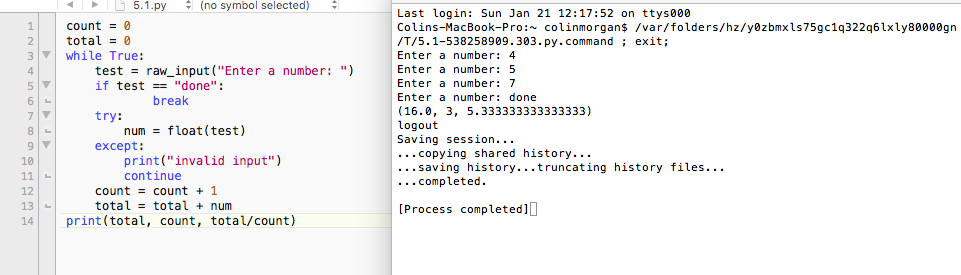 5.1.py (no symbol selected)
1 count = 0
2 total = 0
3 while True:
4     test = raw_input("Enter a number: ")
5     if test == "done":
6             break
7     try:
8         num = float(test)
9     except:
10         print("invalid input")
11         continue
12     count = count + 1
13     total = total + num
14 print(total, count, total/count)
Last login: Sun Jan 21 12:17:52 on ttys000
Colins-MacBook-Pro:~ colinmorgan$ /var/folders/hz/y0zbmxls75gc1q322q6lxly80000gn
/T/5.1-538258909.303.py.command ; exit;
Enter a number: 4
Enter a number: 5
Enter a number: 7
Enter a number: done
(16.0, 3, 5.333333333333333)
logout
Saving session...
...copying shared history...
...saving history...truncating history files...
...completed.
[Process completed]